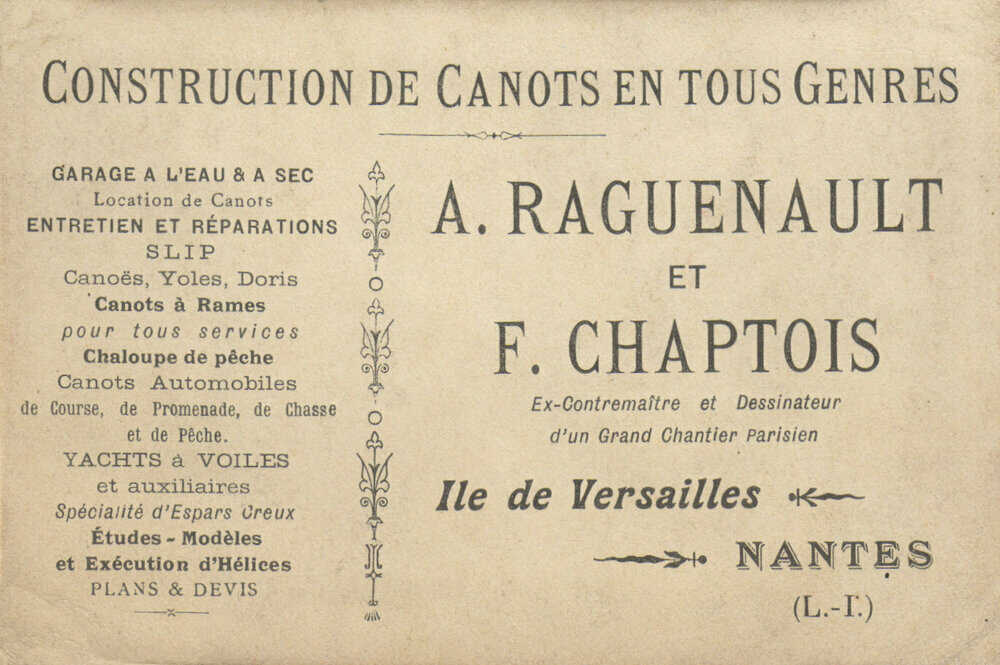 CONSTRUCTION DE CANOTS EN TOUS GENRES
GARAGE A L'EAU & A SEC
Location de Canots
ENTRETIEN ET RÉPARATIONS
SLIP
Canoës, Yoles, Doris
Canots à Rames
pour tous services
Chaloupe de pêche
Canots Automobiles
de Course, de Promenade, de Chasse
et de Pêche.
YACHTS à VOILES
et auxiliaires
Spécialité d'Espars Creux
Études - Modèles
et Exécution d'Hélices
PLANS & DEVIS
A. RAGUENAULT
ET
F. CHAPTOIS
Ex-Contremaître et Dessinateur
d'un Grand Chantier Parisien
Ile de Versailles
NANTES
(L.-I.)